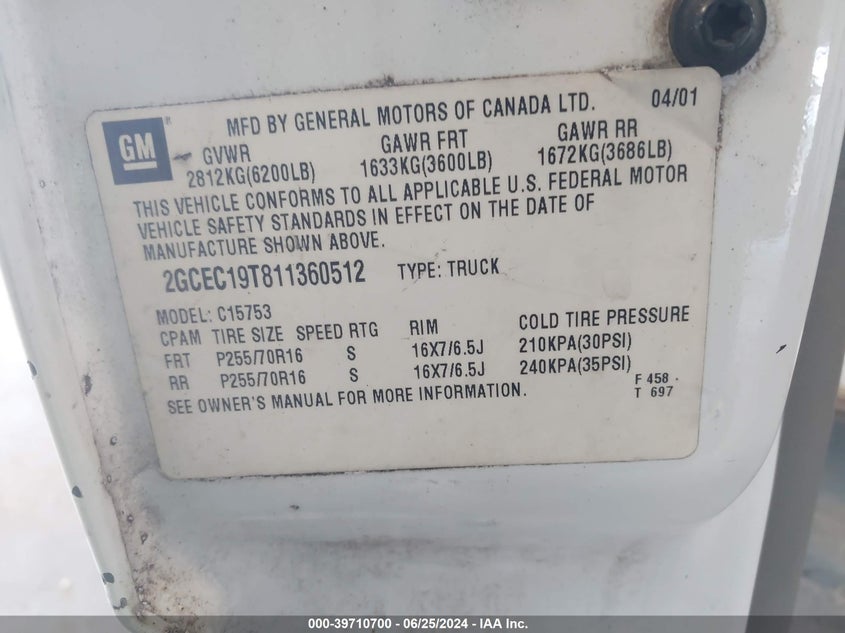 GM ®
MFD BY GENERAL MOTORS OF CANADA LTD. 04/01
GVWR GAWR FRT GAWR RR
2812KG(6200LB) 1633KG(3600LB) 1672KG(3686LB)
THIS VEHICLE CONFORMS TO ALL APPLICABLE U.S. FEDERAL MOTOR
VEHICLE SAFETY STANDARDS IN EFFECT ON THE DATE OF
MANUFACTURE SHOWN ABOVE.
2GCEC19T811360512 TYPE: TRUCK
MODEL: C15753
CPAM TIRE SIZE SPEED RTG RIM COLD TIRE PRESSURE
FRT P255/70R16 S 16X7/6.5J 210KPA(30PSI)
RR P255/70R16 S 16X7/6.5J 240KPA(35PSI)
SEE OWNER'S MANUAL FOR MORE INFORMATION.
F 458
T 697
000-39710700 - 06/25/2024 - IAA Inc.